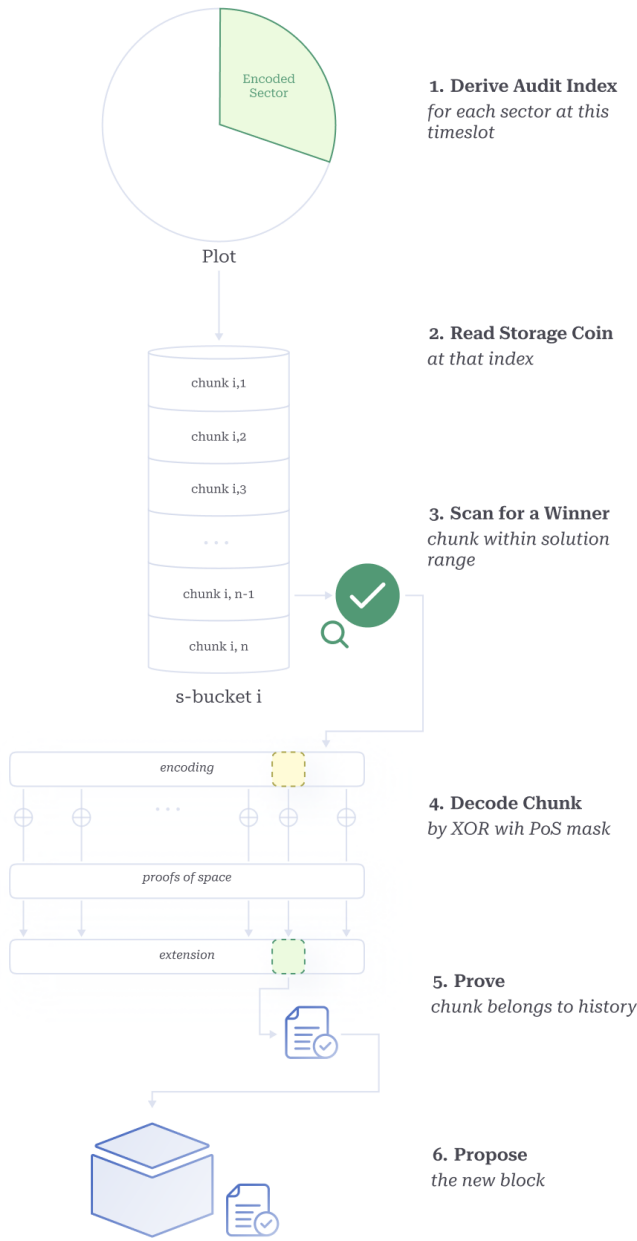 Encoded
Sector
1. Derive Audit Index
for each sector at this
timeslot
Plot
2. Read Storage Coin
at that index
chunk i,1
chunk i,2
chunk i,3
...
chunk i, n-1
chunk i, n
3. Scan for a Winner
chunk within solution
range
s-bucket i
encoding
...
4. Decode Chunk
by XOR wih PoS mask
proofs of space
extension
5. Prove
chunk belongs to history
6. Propose
the new block